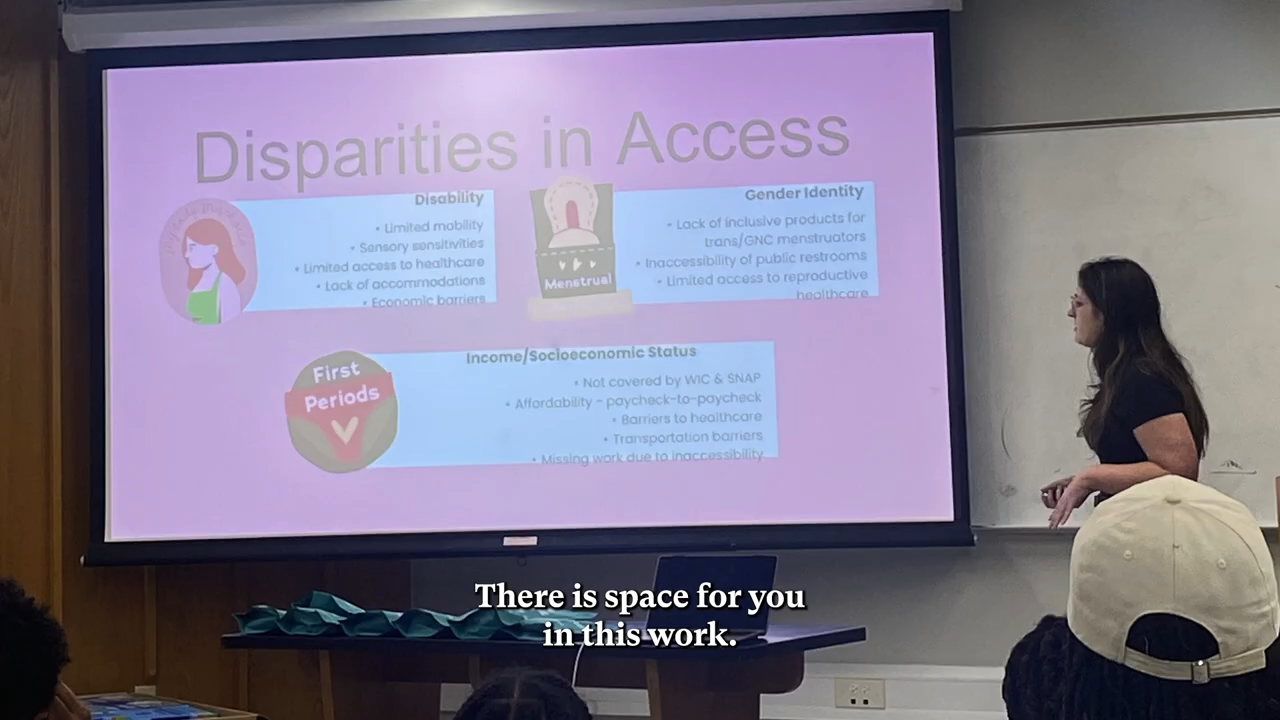 Disparities in Access
Disability
• Limited mobility
• Sensory sensitivities
• Limited access to healthcare
• Lack of accommodations
• Economic barriers
Menstrual
Gender Identity
• Lack of inclusive products for
trans/GNC menstruators
• Inaccessibility of public restrooms
• Limited access to reproductive
healthcare
First
Periods
Income/Socioeconomic Status
• Not covered by WIC & SNAP
• Affordability - paycheck-to-paycheck
• Barriers to healthcare
• Transportation barriers
• Missing work due to inaccessibility
There is space for you
in this work.